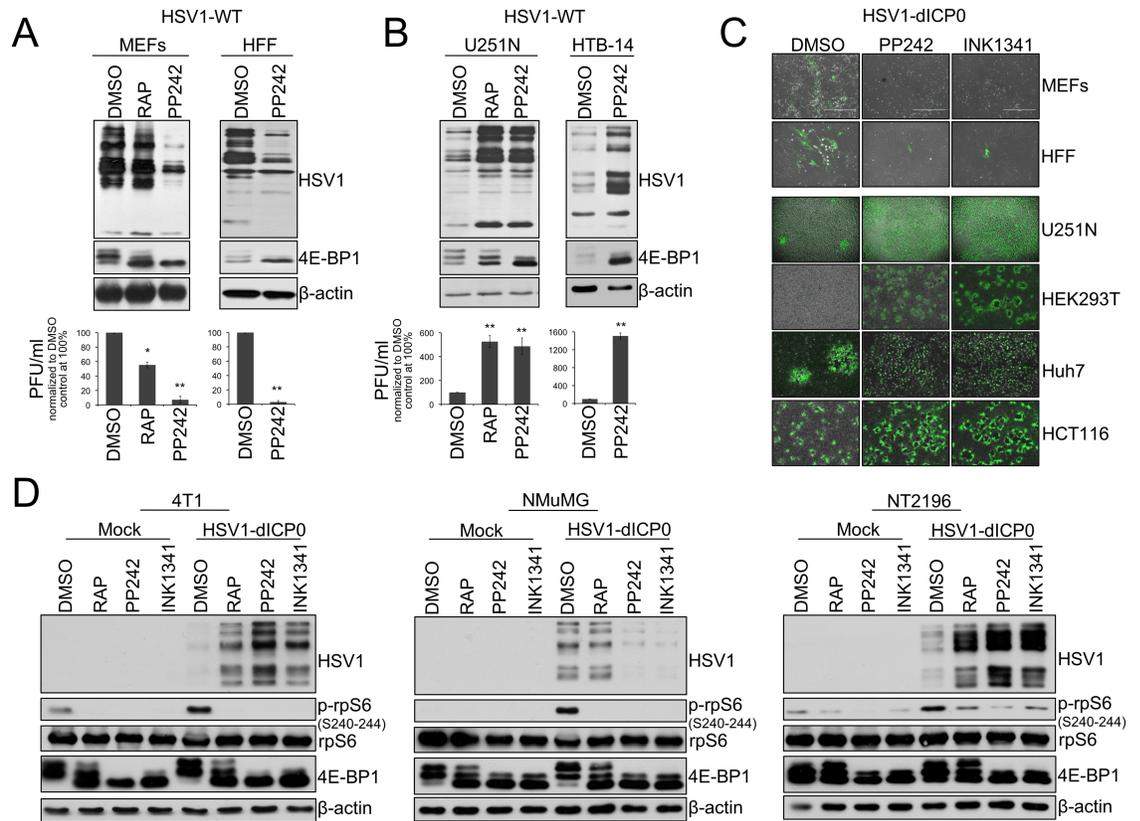 A
HSV1-WT
MEFs
HFF
DMSO
RAP
PP242
DMSO
PP242
HSV1
4E-BP1
β-actin
PFU/ml
normalized to DMSO
control at 100%
100
80
60
40
20
0
*
**
DMSO
RAP
PP242
100
80
60
40
20
0
**
DMSO
PP242
B
HSV1-WT
U251N
HTB-14
DMSO
RAP
PP242
DMSO
PP242
HSV1
4E-BP1
β-actin
PFU/ml
normalized to DMSO
control at 100%
600
400
200
0
**
**
DMSO
RAP
PP242
1600
1200
800
400
0
**
DMSO
PP242
C
HSV1-dICP0
DMSO
PP242
INK1341
MEFs
HFF
U251N
HEK293T
Huh7
HCT116
D
4T1
Mock
HSV1-dICP0
DMSO
RAP
PP242
INK1341
DMSO
RAP
PP242
INK1341
HSV1
p-rpS6
(S240-244)
rpS6
4E-BP1
β-actin
NMuMG
Mock
HSV1-dICP0
DMSO
RAP
PP242
INK1341
DMSO
RAP
PP242
INK1341
HSV1
p-rpS6
(S240-244)
rpS6
4E-BP1
β-actin
NT2196
Mock
HSV1-dICP0
DMSO
RAP
PP242
INK1341
DMSO
RAP
PP242
INK1341
HSV1
p-rpS6
(S240-244)
rpS6
4E-BP1
β-actin